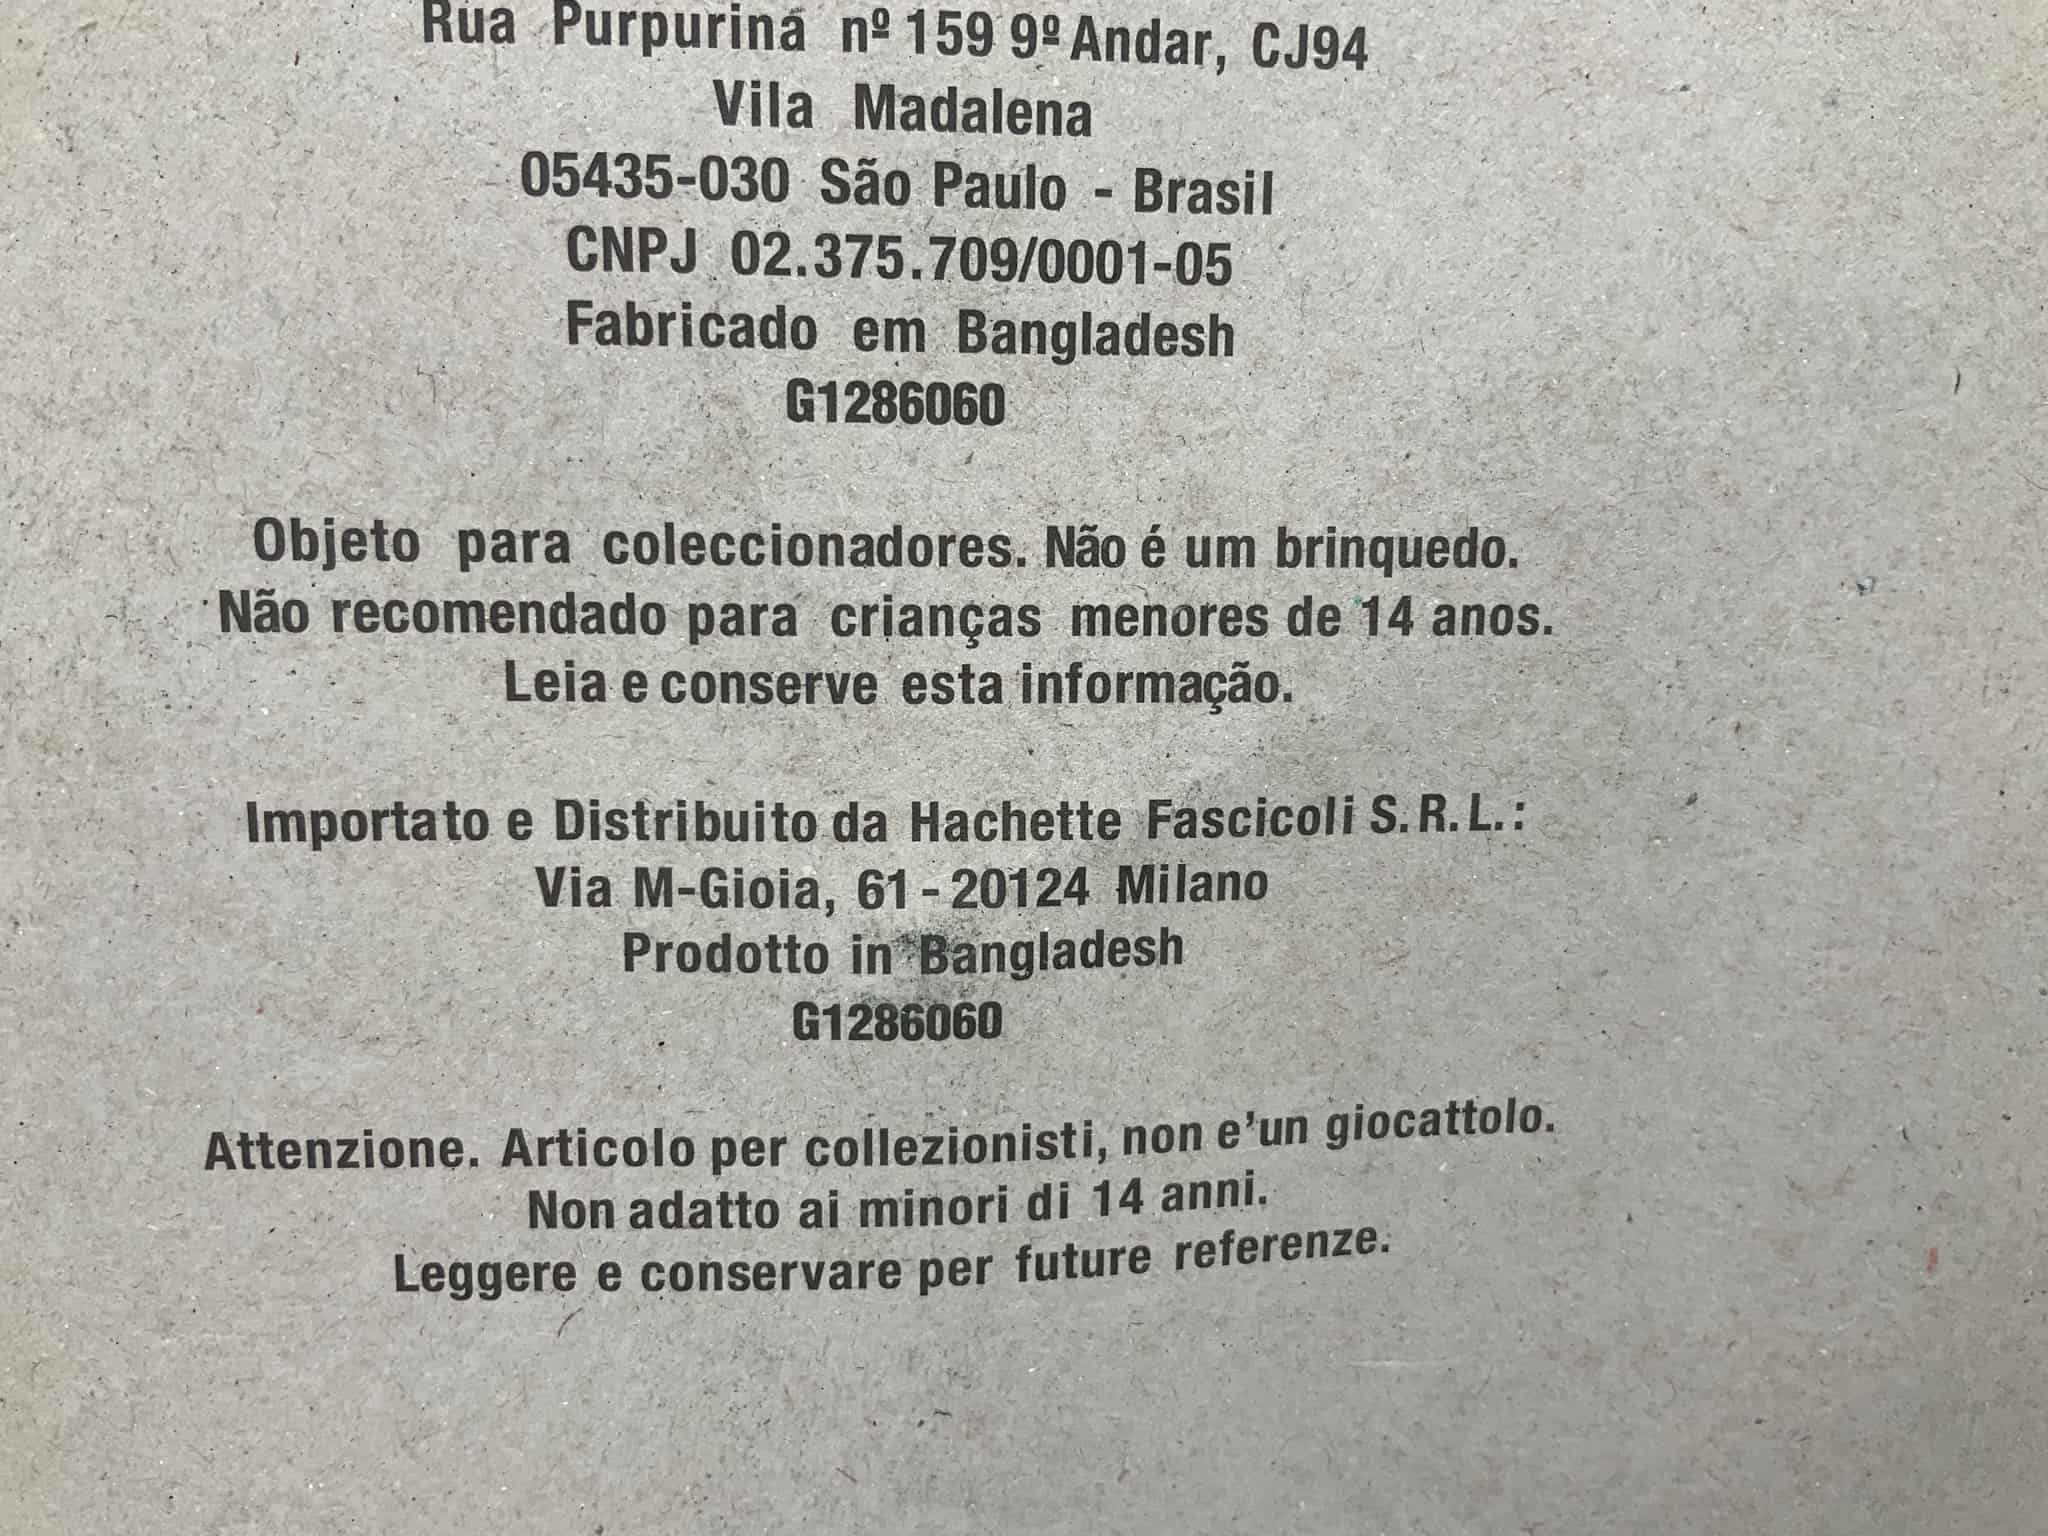 Rua Purpurina nº 159 9º Andar, CJ94
Vila Madalena
05435-030 São Paulo - Brasil
CNPJ 02.375.709/0001-05
Fabricado em Bangladesh
G1286060
Objeto para coleccionadores. Não é um brinquedo.
Não recomendado para crianças menores de 14 anos.
Leia e conserve esta informação.
Importato e Distribuito da Hachette Fascicoli S.R.L.:
Via M-Gioia, 61 - 20124 Milano
Prodotto in Bangladesh
G1286060
Attenzione. Articolo per collezionisti, non e'un giocattolo.
Non adatto ai minori di 14 anni.
Leggere e conservare per future referenze.